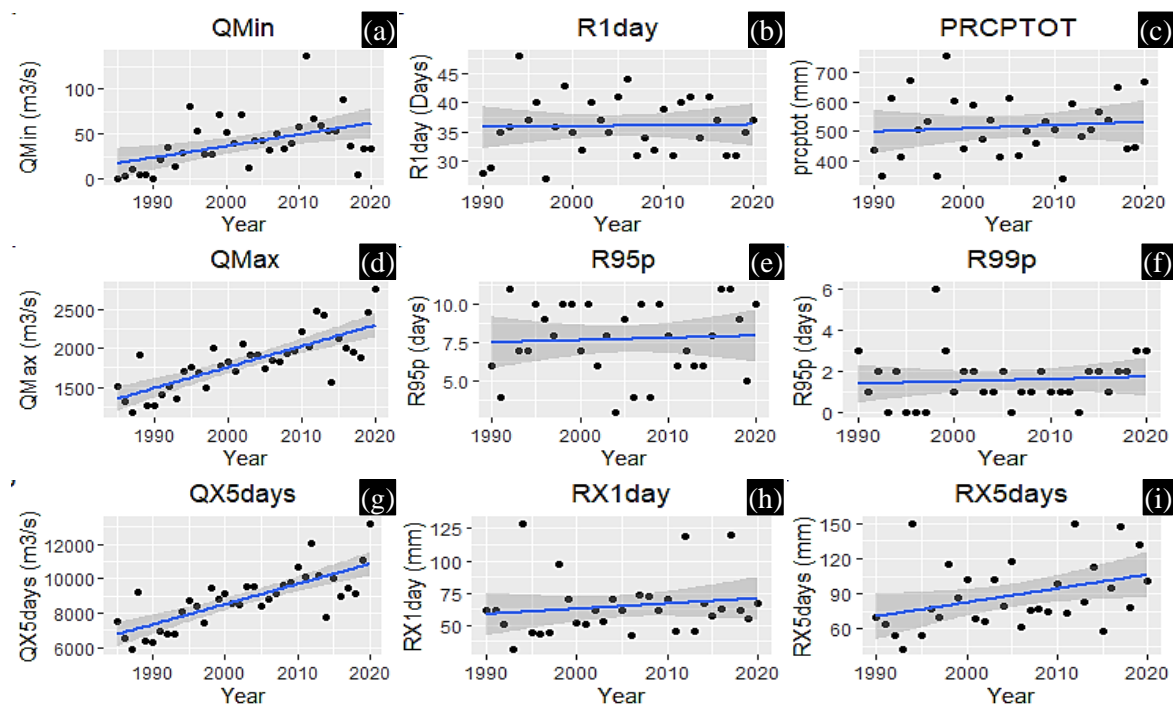 QMin (a)
QMin (m3/s)
100
50
0
1990 2000 2010 2020
Year
R1day (b)
R1day (Days)
45
40
35
30
1990 2000 2010 2020
Year
PRCPTOT (c)
prcptot (mm)
700
600
500
400
1990 2000 2010 2020
Year
QMax (d)
QMax (m3/s)
2500
2000
1500
1990 2000 2010 2020
Year
R95p (e)
R95p (days)
10.0
7.5
5.0
1990 2000 2010 2020
Year
R99p (f)
R95p (days)
6
4
2
0
1990 2000 2010 2020
Year
QX5days (g)
QX5days (m3/s)
12000
10000
8000
6000
1990 2000 2010 2020
Year
RX1day (h)
RX1day (mm)
125
100
75
50
1990 2000 2010 2020
Year
RX5days (i)
RX5days (mm)
150
120
90
60
1990 2000 2010 2020
Year